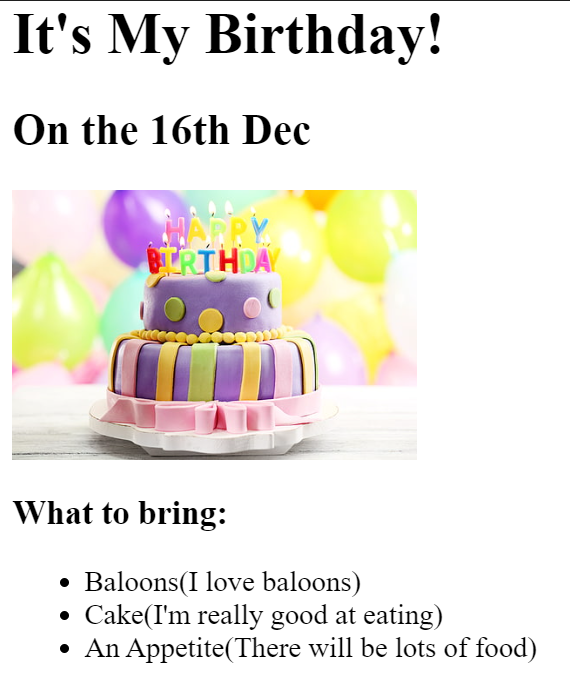 It's My Birthday!
On the 16th Dec
HAPPY
BIRTHDAY
What to bring:
Baloons(I love baloons)
Cake(I'm really good at eating)
An Appetite(There will be lots of food)